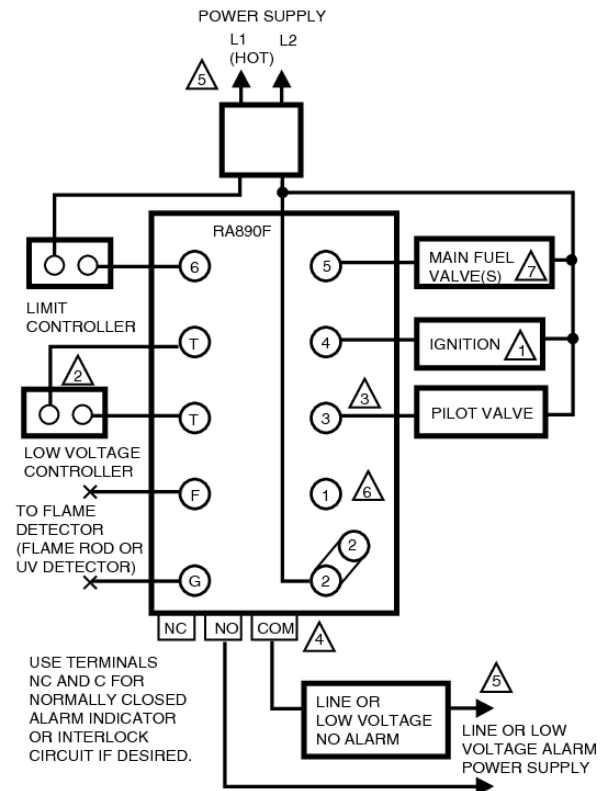 POWER SUPPLY
L1
(HOT)
L2
5
RA890F
6
LIMIT
CONTROLLER
T
2
T
LOW VOLTAGE
CONTROLLER
F
TO FLAME
DETECTOR
(FLAME ROD OR
UV DETECTOR)
G
5
MAIN FUEL
VALVE(S)
7
4
IGNITION
1
3
3
PILOT VALVE
1
6
2
2
NC
NO
COM
4
USE TERMINALS
NC AND C FOR
NORMALLY CLOSED
ALARM INDICATOR
OR INTERLOCK
CIRCUIT IF DESIRED.
LINE OR
LOW VOLTAGE
NO ALARM
5
LINE OR LOW
VOLTAGE ALARM
POWER SUPPLY